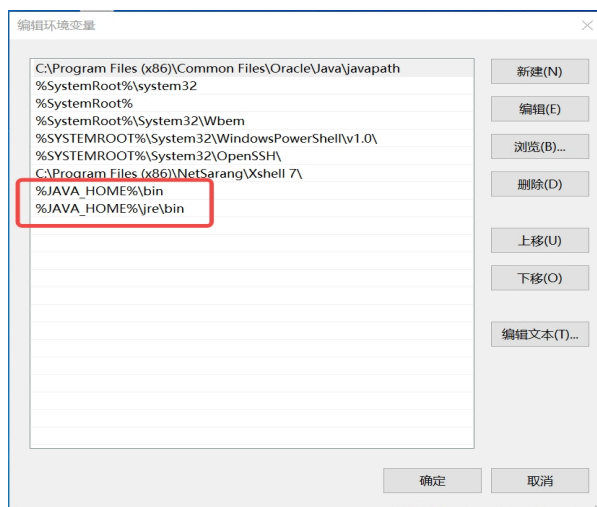 编辑环境变量
C:\Program Files (x86)\Common Files\Oracle\Java\javapath
%SystemRoot%\system32
%SystemRoot%
%SystemRoot%\System32\Wbem
%SYSTEMROOT%\System32\WindowsPowerShell\v1.0\
%SYSTEMROOT%\System32\OpenSSH\
C:\Program Files (x86)\NetSarang\Xshell 7\
%JAVA_HOME%\bin
%JAVA_HOME%\jre\bin
新建(N)
编辑(E)
浏览(B)...
删除(D)
上移(U)
下移(O)
编辑文本(T)...
确定
取消